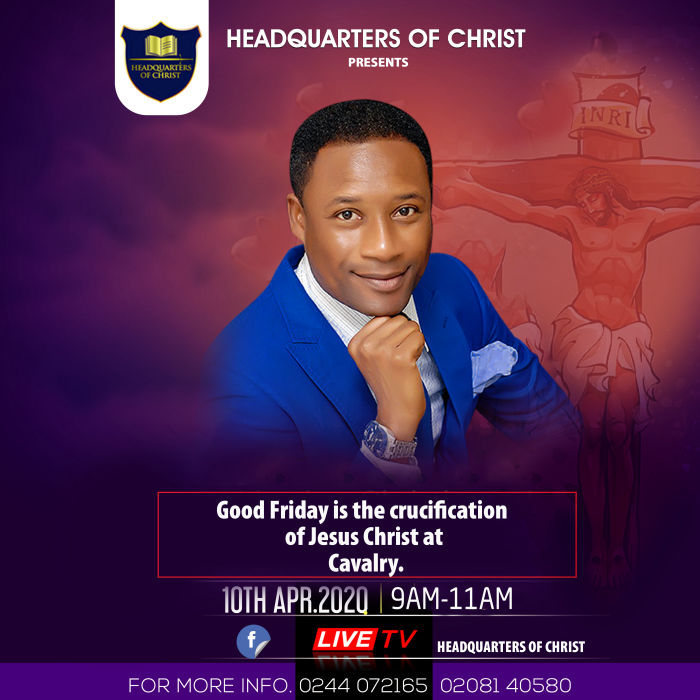 HEADQUARTERS
OF CHRIST
HEADQUARTERS OF CHRIST
PRESENTS
INRI
Good Friday is the crucification
of Jesus Christ at
Cavalry.
10TH APR.2020 | 9AM-11AM
f LIVE TV HEADQUARTERS OF CHRIST
FOR MORE INFO. 0244 072165 02081 40580